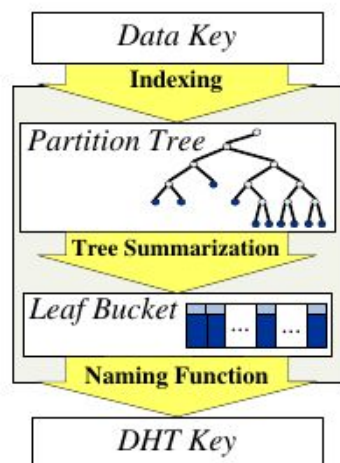 Data Key
Indexing
Partition Tree
Tree Summarization
Leaf Bucket
... ...
Naming Function
DHT Key